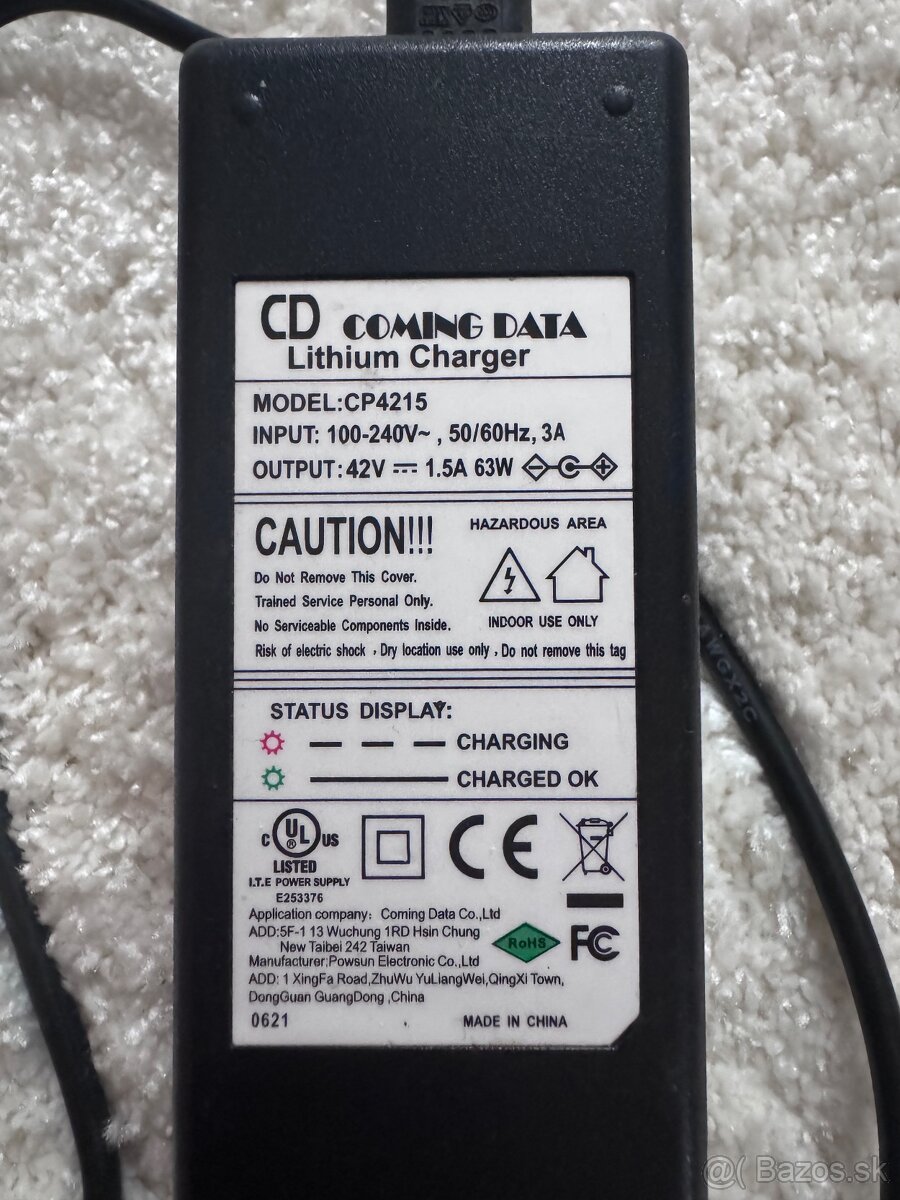 CD COMING DATA
Lithium Charger
MODEL:CP4215
INPUT: 100-240V~ , 50/60Hz, 3A
OUTPUT: 42V ⎓ 1.5A 63W
CAUTION!!!
HAZARDOUS AREA
Do Not Remove This Cover.
Trained Service Personal Only.
No Serviceable Components Inside.
INDOOR USE ONLY
Risk of electric shock , Dry location use only , Do not remove this tag
STATUS DISPLAY:
CHARGING
CHARGED OK
C UL US
LISTED
I.T.E POWER SUPPLY
E253376
CE
Application company: Coming Data Co.,Ltd
ADD:5F-1 13 Wuchung 1RD Hsin Chung
New Taibei 242 Taiwan
RoHS
FC
Manufacturer:Powsun Electronic Co.,Ltd
ADD: 1 XingFa Road,ZhuWu YuLiangWei,QingXi Town,
DongGuan GuangDong ,China
0621
MADE IN CHINA
@( Bazos.sk